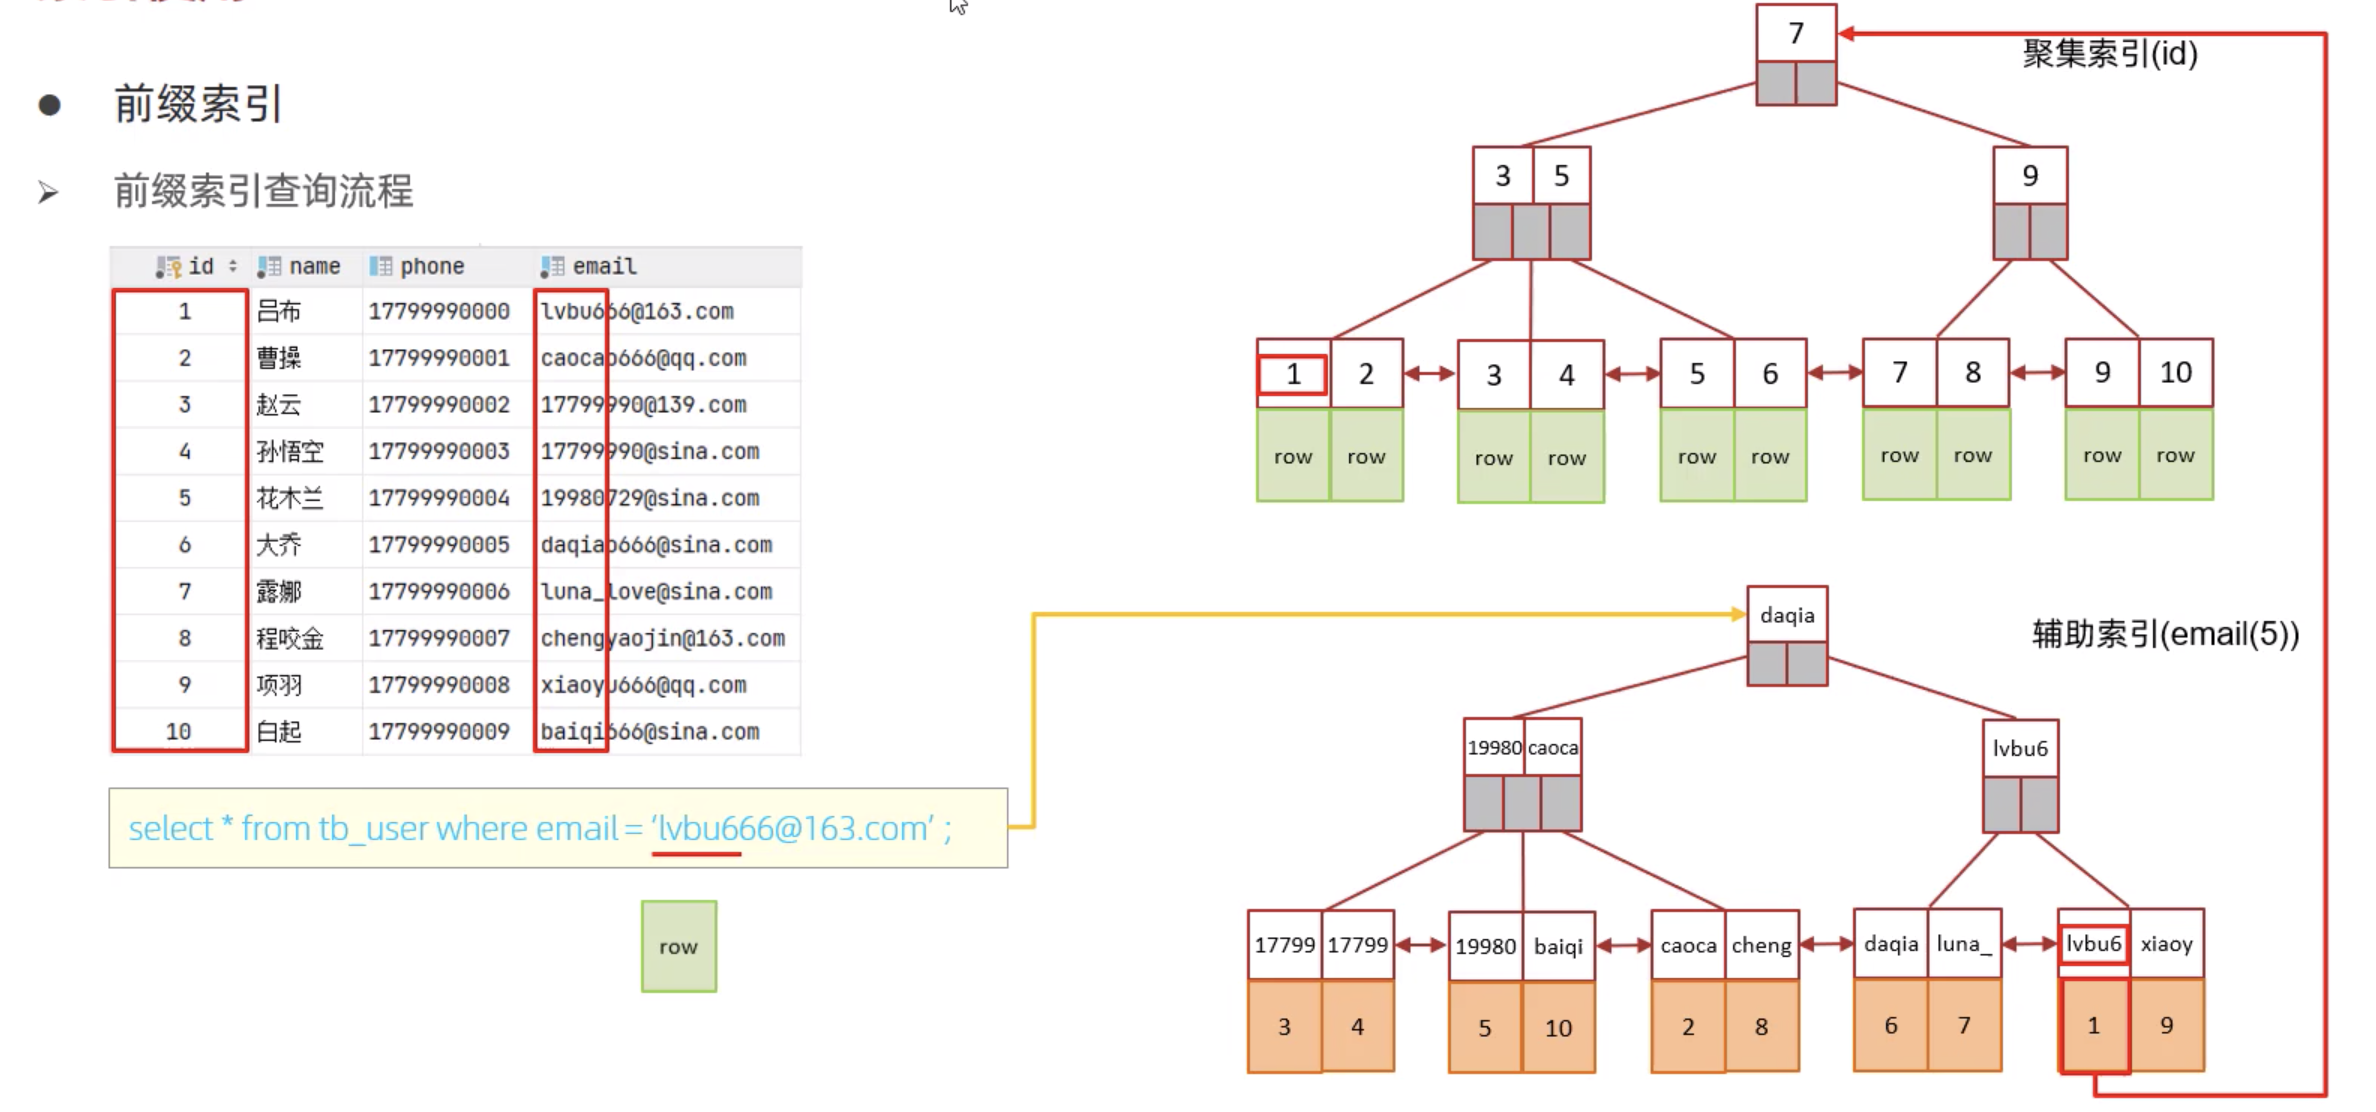 前缀索引
前缀索引查询流程
id name phone email
1 吕布 17799990000 lvbu666@163.com
2 曹操 17799990001 caocao666@qq.com
3 赵云 17799990002 17799990@139.com
4 孙悟空 17799990003 17799990@sina.com
5 花木兰 17799990004 19980729@sina.com
6 大乔 17799990005 daqiao666@sina.com
7 露娜 17799990006 luna_love@sina.com
8 程咬金 17799990007 chengyaojin@163.com
9 项羽 17799990008 xiaoyu666@qq.com
10 白起 17799990009 baiqi666@sina.com
select * from tb_user where email = ‘lvbu666@163.com’ ;
row
7
聚集索引(id)
3 5 9
1 2 3 4 5 6 7 8 9 10
row row row row row row row row row row
daqia
辅助索引(email(5))
19980 caoca lvbu6
17799 17799 19980 baiqi caoca cheng daqia luna_ lvbu6 xiaoy
3 4 5 10 2 8 6 7 1 9